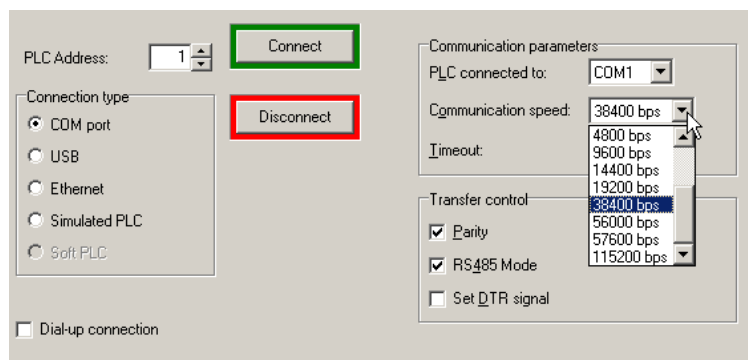 PLC Address: 1
Connect
Connection type
COM port
USB
Ethernet
Simulated PLC
Soft PLC
Disconnect
Dial-up connection
Communication parameters
PLC connected to: COM1
Communication speed: 38400 bps
Timeout:
4800 bps
9600 bps
14400 bps
19200 bps
38400 bps
56000 bps
57600 bps
115200 bps
Transfer control
Parity
RS485 Mode
Set DTR signal